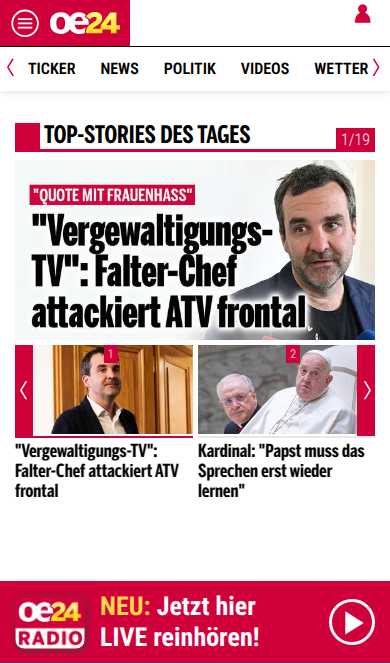 oe24
TICKER NEWS POLITIK VIDEOS WETTER
TOP-STORIES DES TAGES
1/19
"QUOTE MIT FRAUENHASS"
"Vergewaltigungs-
TV": Falter-Chef
attackiert ATV frontal
1
2
"Vergewaltigungs-TV":
Falter-Chef attackiert ATV
frontal
Kardinal: "Papst muss das
Sprechen erst wieder
lernen"
oe24
RADIO
NEU: Jetzt hier
LIVE reinhören!